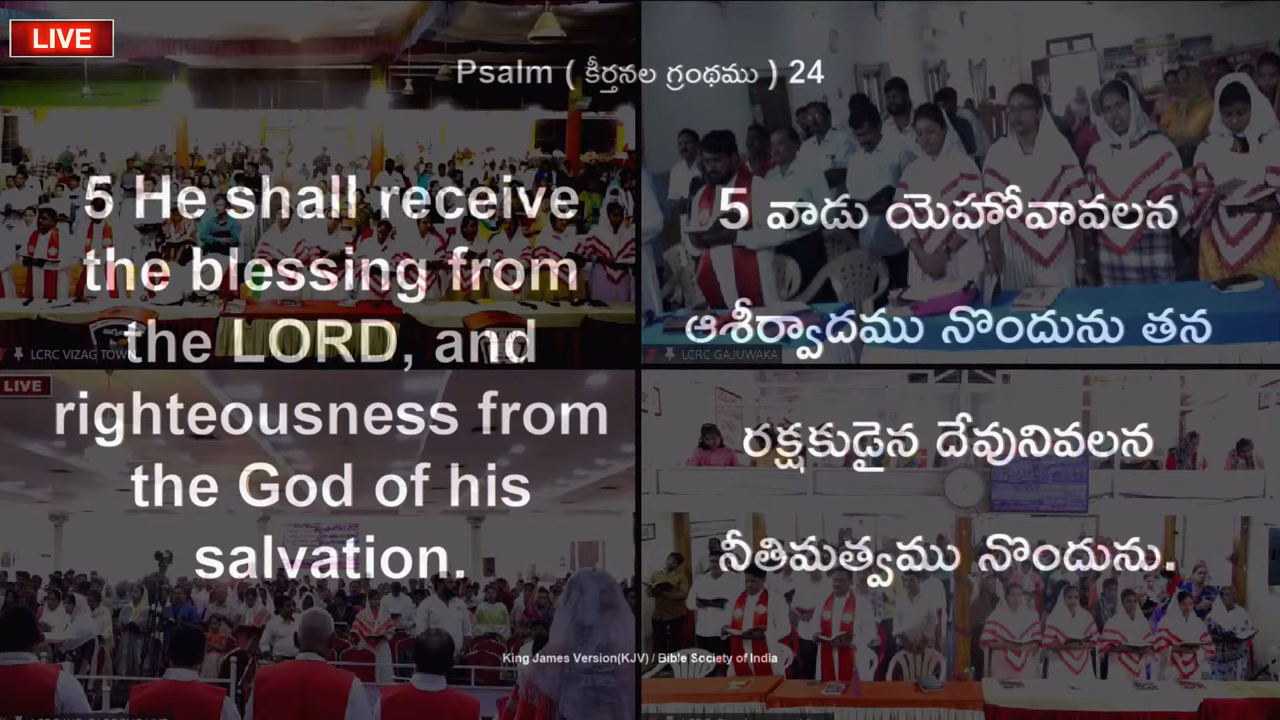 LIVE
Psalm ( కీర్తనల గ్రంథము ) 24
5 He shall receive
the blessing from
the LORD, and
righteousness from
the God of his
salvation.
5 వాడు యెహోవావలన
ఆశీర్వాదము నొందును తన
రక్షకుడైన దేవునివలన
నీతిమత్వము నొందును.
LCRC VIZAG TOWN
LCRC GAJUWAKA
LIVE
King James Version(KJV) / Bible Society of India